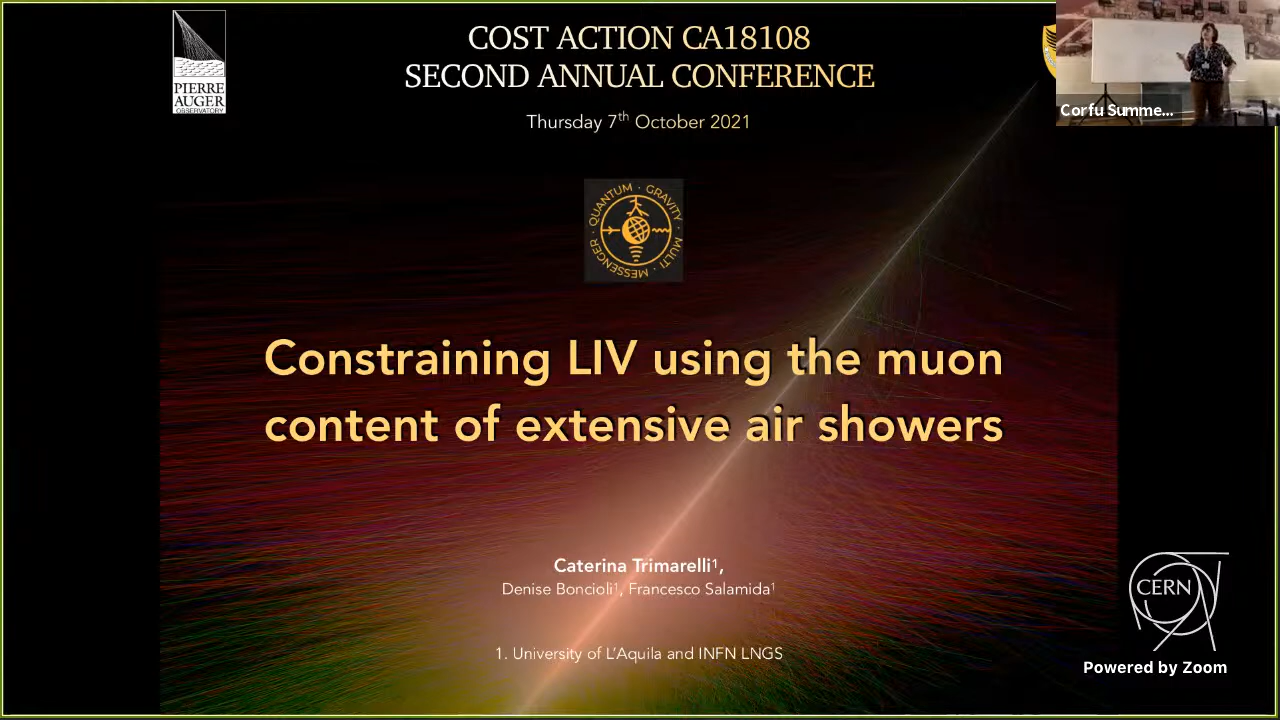 COST ACTION CA18108
SECOND ANNUAL CONFERENCE
Thursday 7th October 2021
PIERRE
AUGER
OBSERVATORY
Corfu Summe...
QUANTUM · GRAVITY · MULTI · MESSENGER ·
Constraining LIV using the muon
content of extensive air showers
Caterina Trimarelli¹,
Denise Boncioli¹, Francesco Salamida¹
1. University of L'Aquila and INFN LNGS
CERN
Powered by Zoom